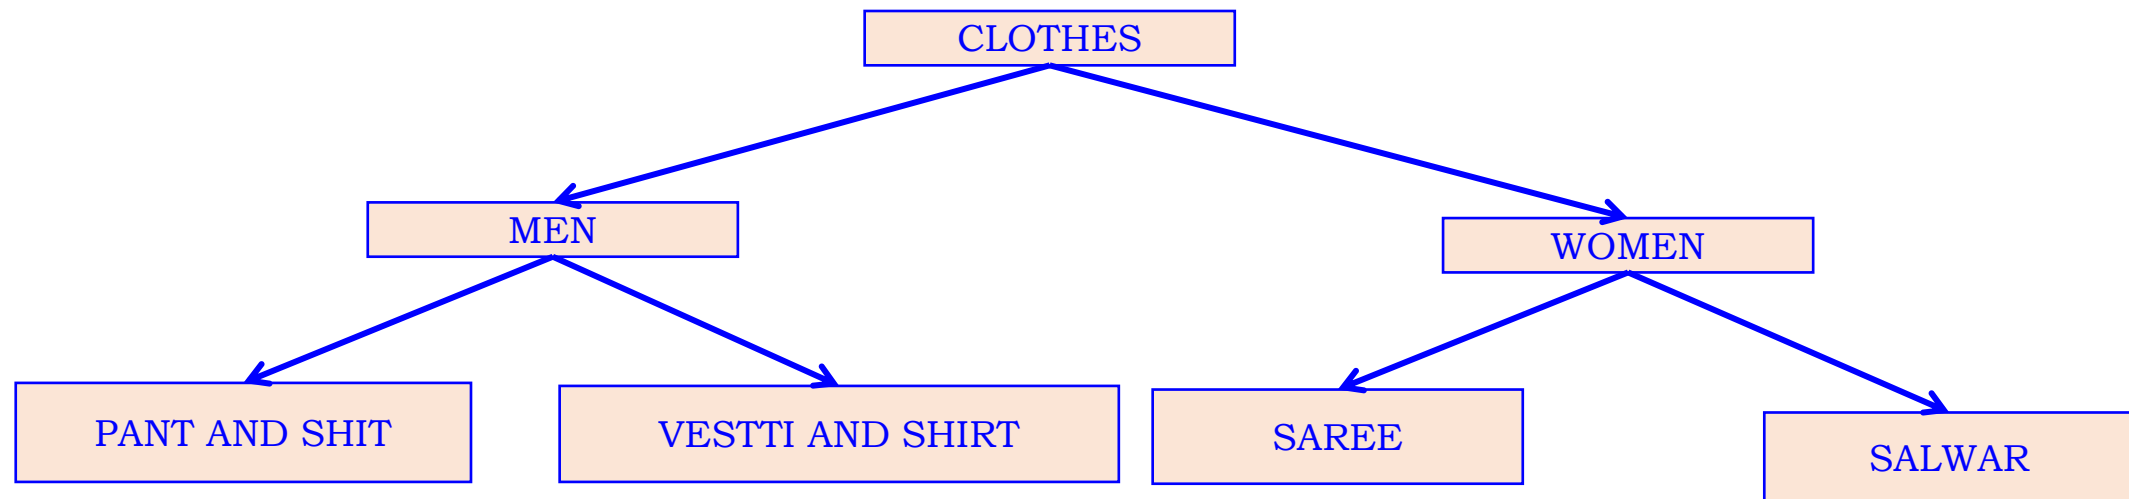 CLOTHES
MEN
WOMEN
PANT AND SHIT
VESTTI AND SHIRT
SAREE
SALWAR